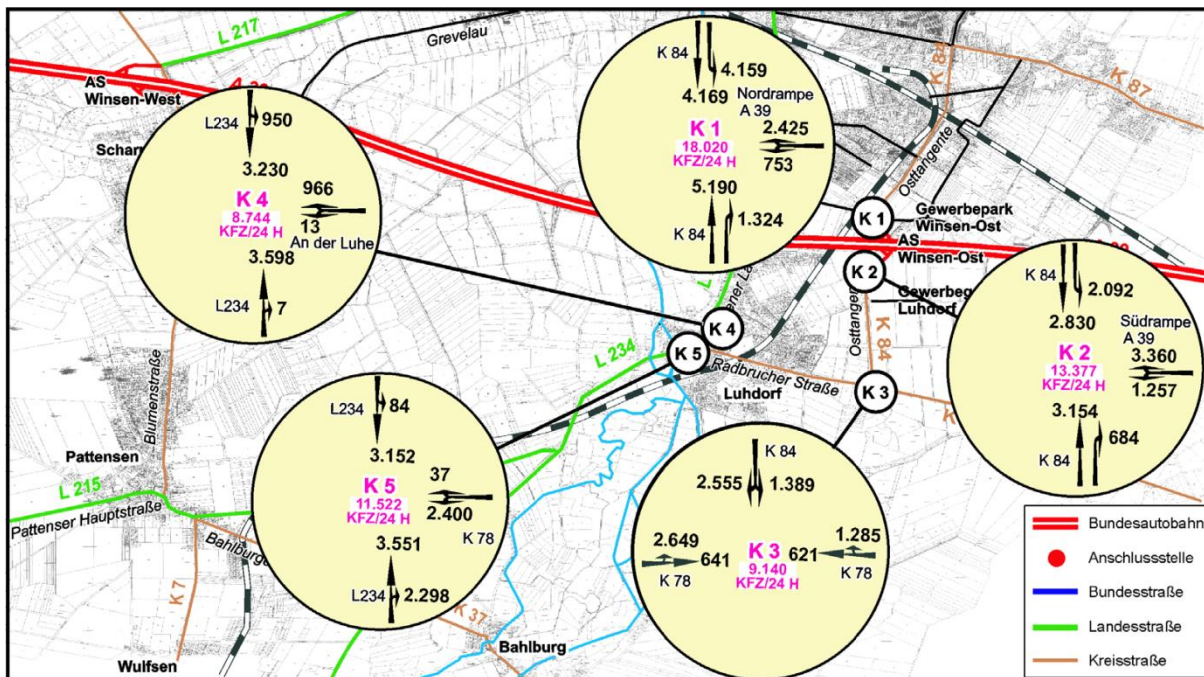 L 217
Grevelau
AS
Winsen-West
K 87
K 84
4.159
4.169
Nordrampe
A 39
K 1
18.020
KFZ/24 H
2.425
753
5.190
K 84
1.324
L234
950
3.230
K 4
8.744
KFZ/24 H
966
13
An der Luhe
3.598
L234
7
Osttangente
K 1
Gewerbepark
Winsen-Ost
AS
Winsen-Ost
K 2
Luhdorf
K 84
K 84
2.092
2.830
Südrampe
A 39
K 2
13.377
KFZ/24 H
3.360
1.257
3.154
K 84
684
K 4
K 5
L 234
Radbrucher Straße
Luhdorf
K 3
Blumenstraße
Pattensen
L 215
Pattenser Hauptstraße
K 7
Wulfsen
L234
84
3.152
K 5
11.522
KFZ/24 H
37
2.400
K 78
3.551
L234
2.298
K 37
Bahlburg
K 84
2.555
1.389
2.649
641
K 78
K 3
9.140
KFZ/24 H
621
1.285
K 78
Bundesautobahn
Anschlussstelle
Bundesstraße
Landesstraße
Kreisstraße